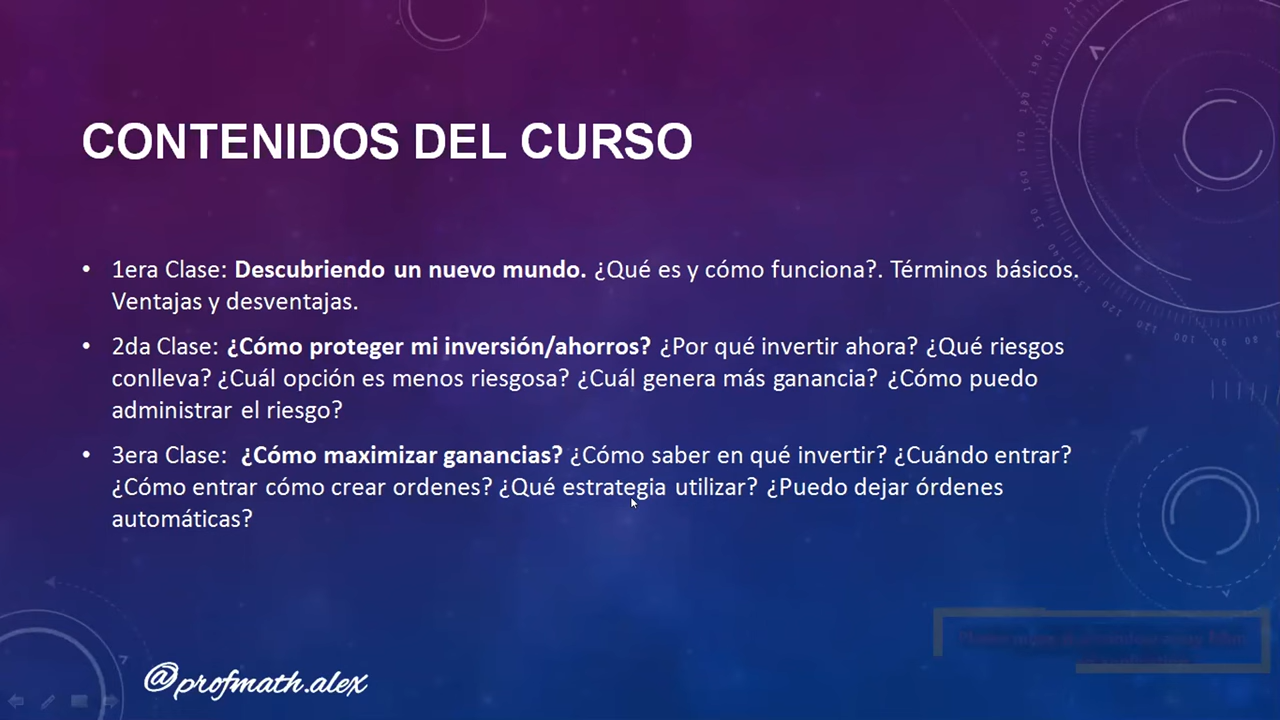 CONTENIDOS DEL CURSO
• 1era Clase: Descubriendo un nuevo mundo. ¿Qué es y cómo funciona?. Términos básicos.
Ventajas y desventajas.
• 2da Clase: ¿Cómo proteger mi inversión/ahorros? ¿Por qué invertir ahora? ¿Qué riesgos
conlleva? ¿Cuál opción es menos riesgosa? ¿Cuál genera más ganancia? ¿Cómo puedo
administrar el riesgo?
• 3era Clase: ¿Cómo maximizar ganancias? ¿Cómo saber en qué invertir? ¿Cuándo entrar?
¿Cómo entrar cómo crear ordenes? ¿Qué estrategia utilizar? ¿Puedo dejar órdenes
automáticas?
@profmath.alex